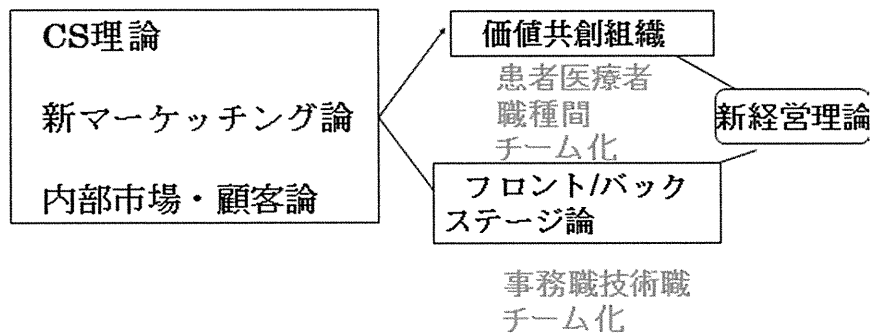 CS理論
新マーケッチング論
内部市場・顧客論
価値共創組織
患者医療者
職種間
チーム化
フロント/バック
ステージ論
事務職技術職
チーム化
新経営理論